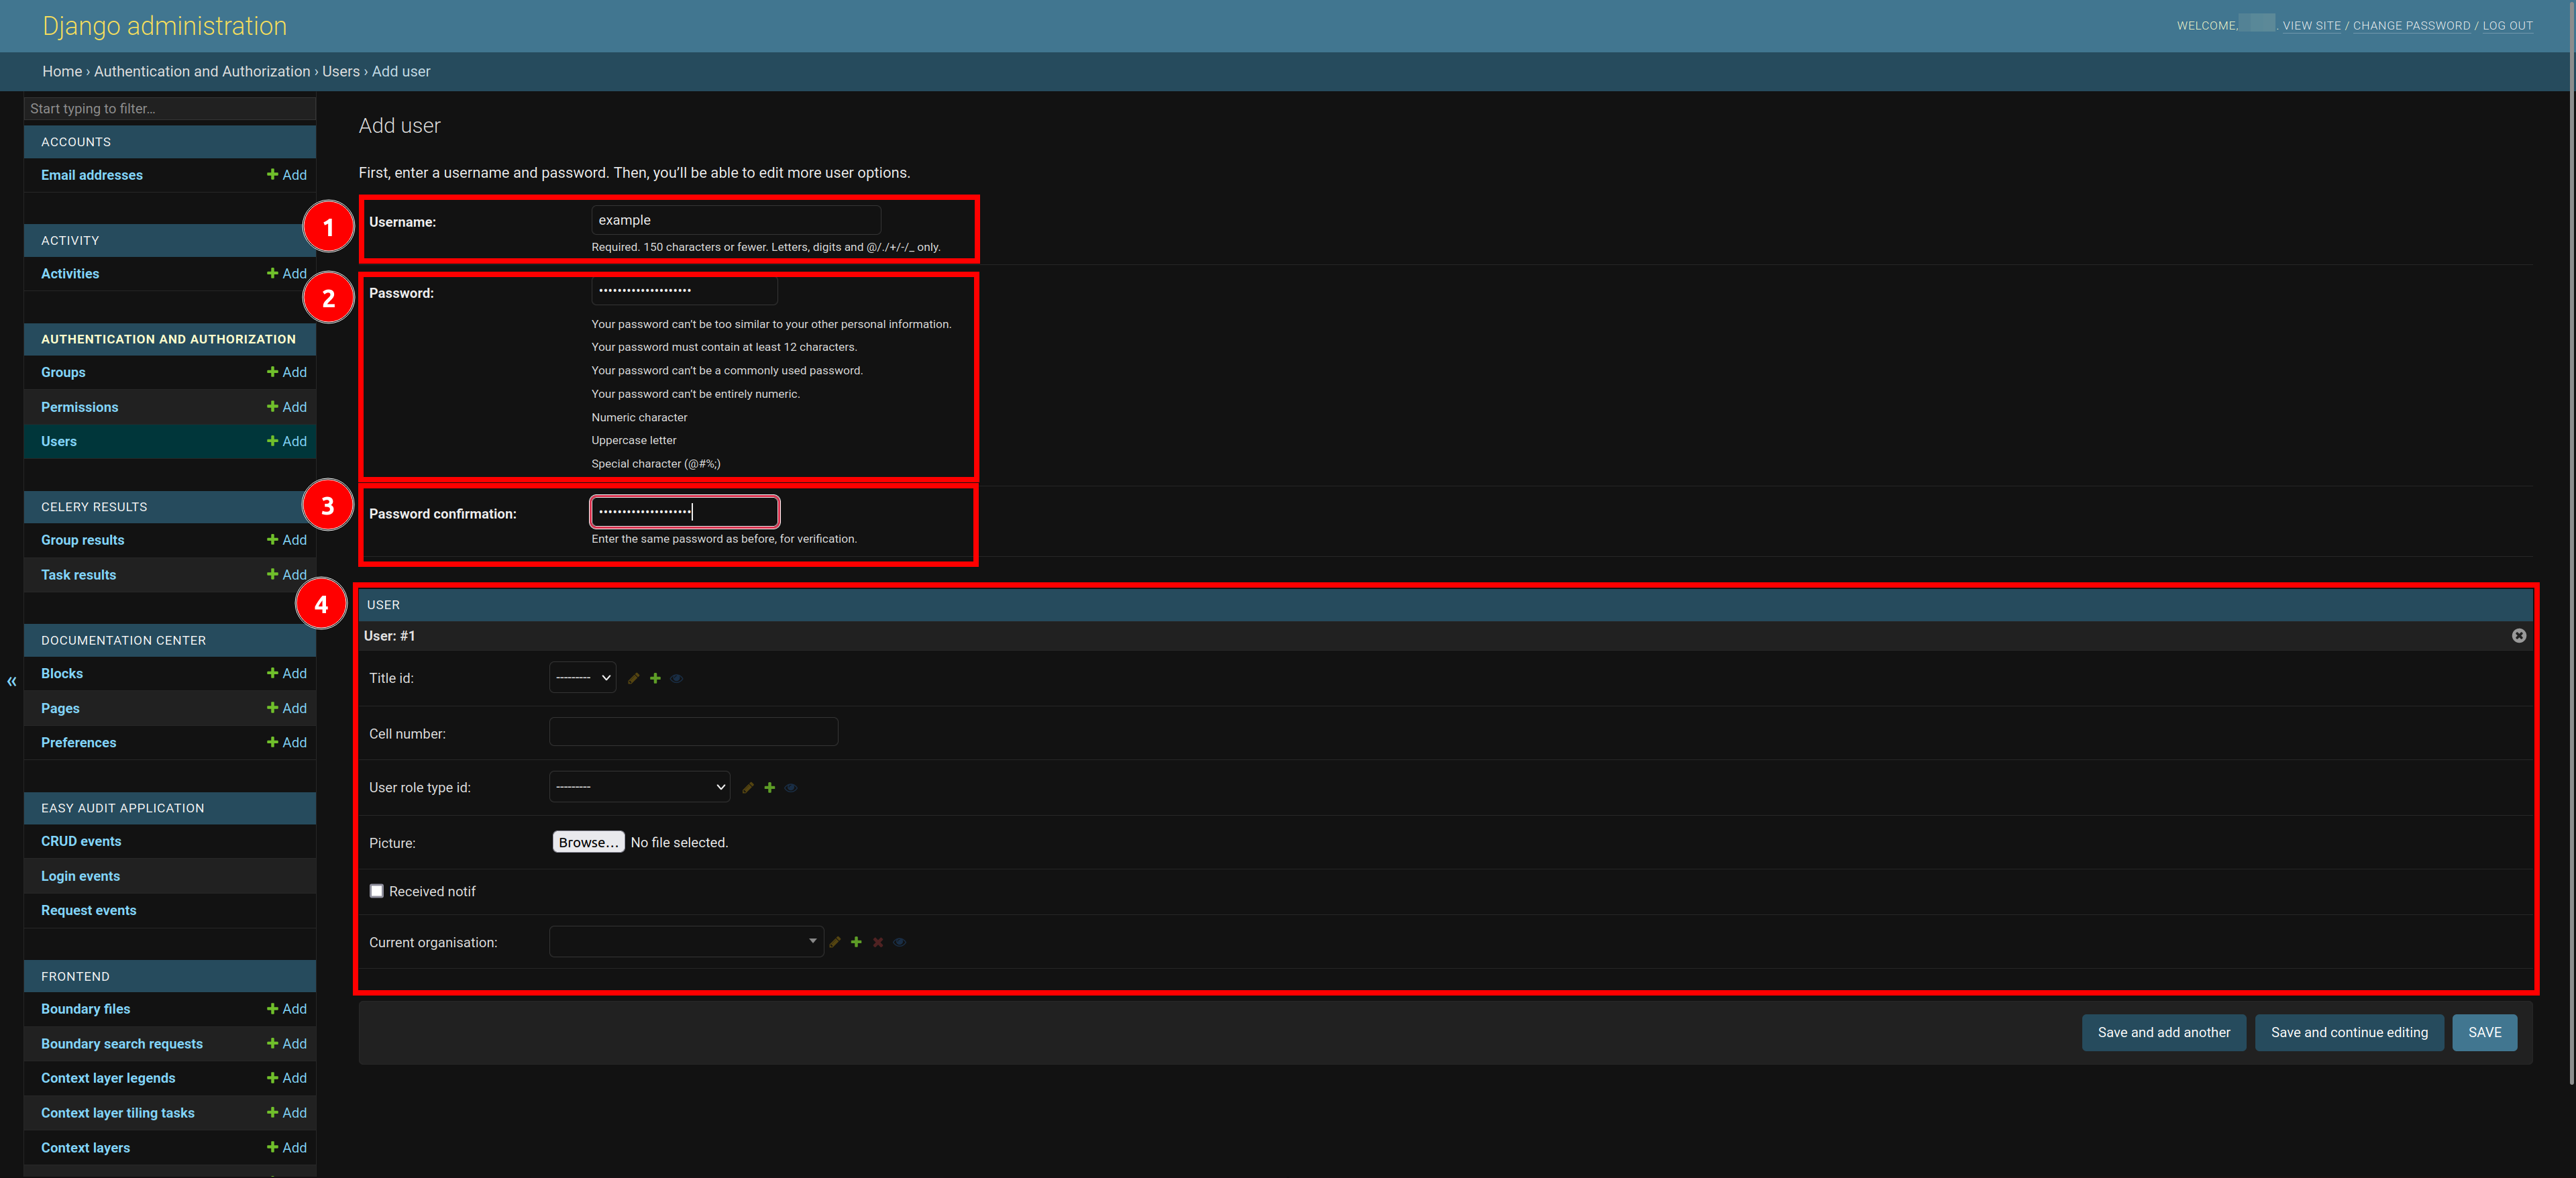 Django administration
WELCOME, . VIEW SITE / CHANGE PASSWORD / LOG OUT
Home › Authentication and Authorization › Users › Add user
Start typing to filter...
ACCOUNTS
Email addresses + Add
ACTIVITY
Activities + Add
AUTHENTICATION AND AUTHORIZATION
Groups + Add
Permissions + Add
Users + Add
CELERY RESULTS
Group results + Add
Task results + Add
DOCUMENTATION CENTER
Blocks + Add
Pages + Add
Preferences + Add
EASY AUDIT APPLICATION
CRUD events
Login events
Request events
FRONTEND
Boundary files + Add
Boundary search requests + Add
Context layer legends + Add
Context layer tiling tasks + Add
Context layers + Add
«
Add user
First, enter a username and password. Then, you’ll be able to edit more user options.
1
Username: example
Required. 150 characters or fewer. Letters, digits and @/./+/-/_ only.
2
Password: ••••••••••••••••••••
Your password can’t be too similar to your other personal information.
Your password must contain at least 12 characters.
Your password can’t be a commonly used password.
Your password can’t be entirely numeric.
Numeric character
Uppercase letter
Special character (@#%;)
3
Password confirmation: ••••••••••••••••••••
Enter the same password as before, for verification.
4
USER
User: #1
Title id: ---------
Cell number:
User role type id: ---------
Picture: Browse... No file selected.
Received notif
Current organisation:
Save and add another Save and continue editing SAVE